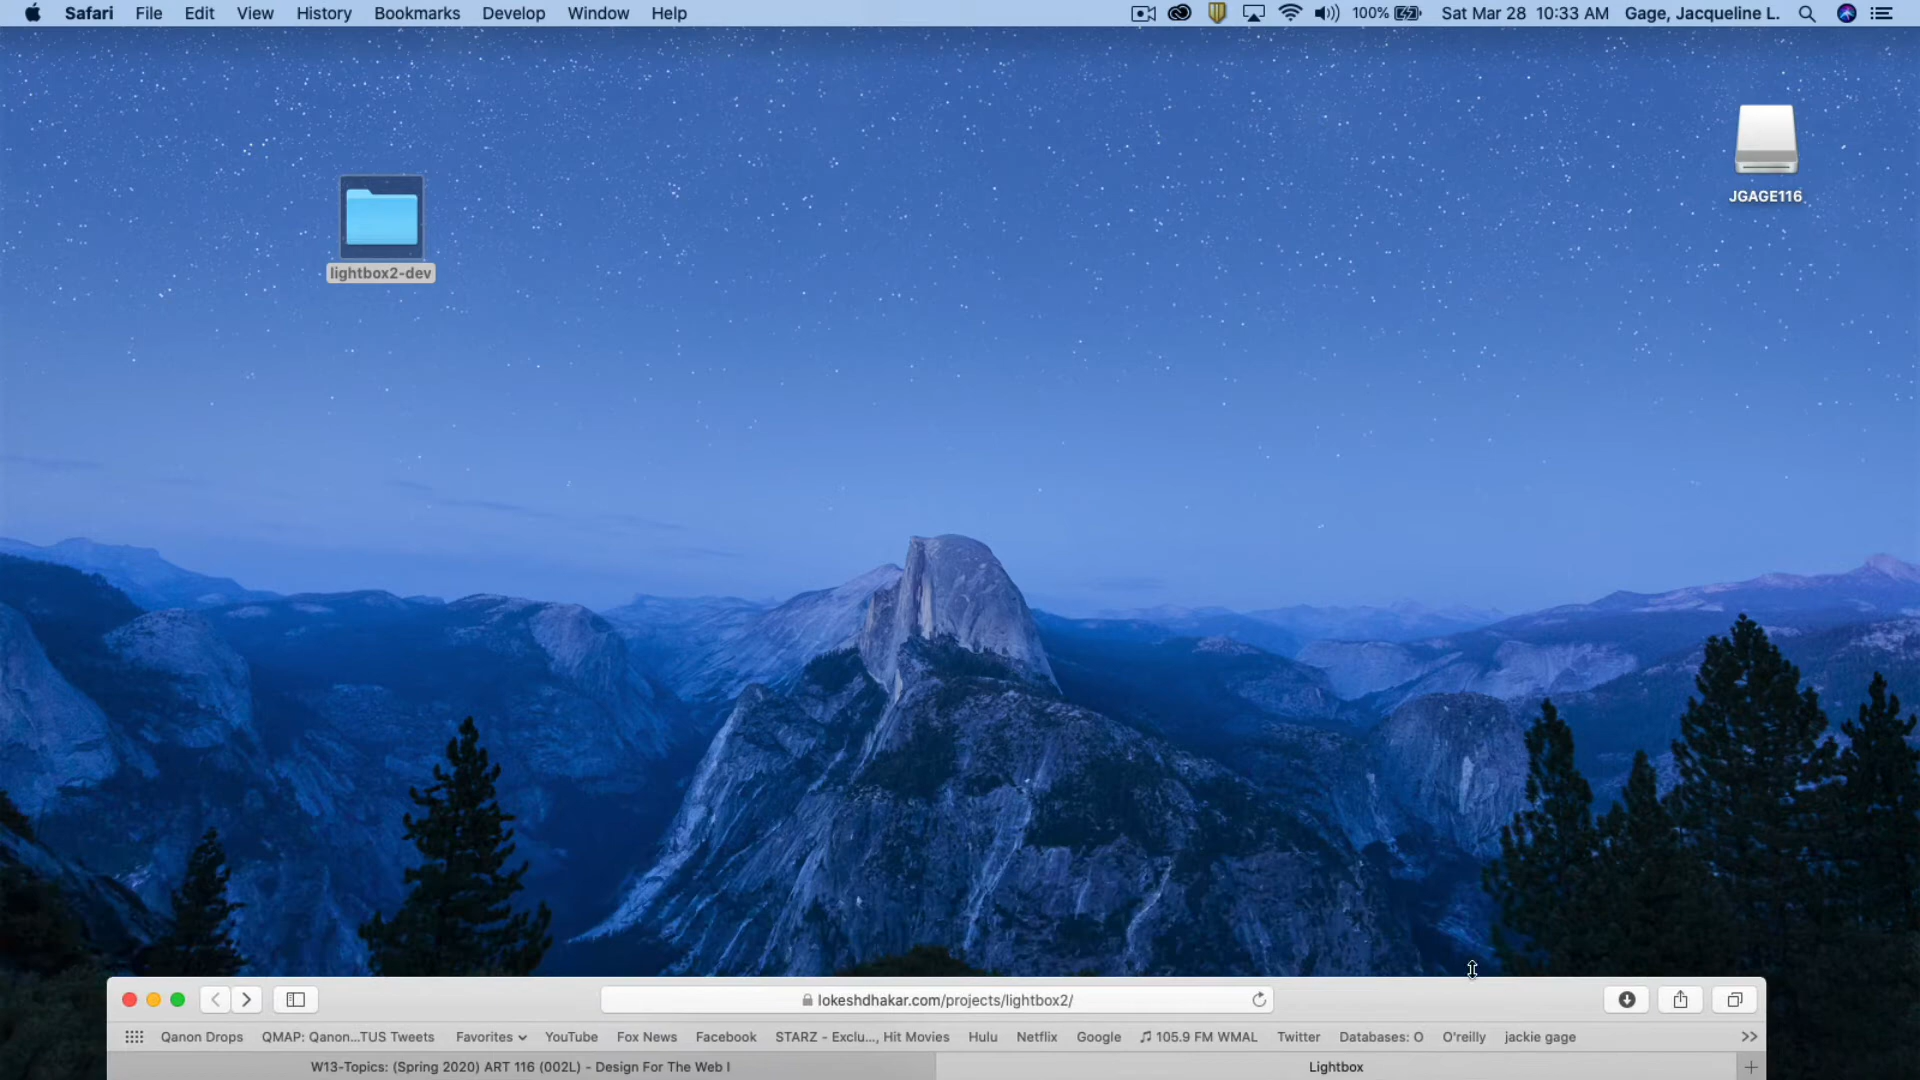 Safari File Edit View History Bookmarks Develop Window Help 100% Sat Mar 28 10:33 AM Gage, Jacqueline L.
JGAGE116
lightbox2-dev
lokeshdhakar.com/projects/lightbox2/
Qanon Drops QMAP: Qanon...TUS Tweets Favorites YouTube Fox News Facebook STARZ - Exclu..., Hit Movies Hulu Netflix Google 105.9 FM WMAL Twitter Databases: O O'reilly jackie gage
W13-Topics: (Spring 2020) ART 116 (002L) - Design For The Web I Lightbox